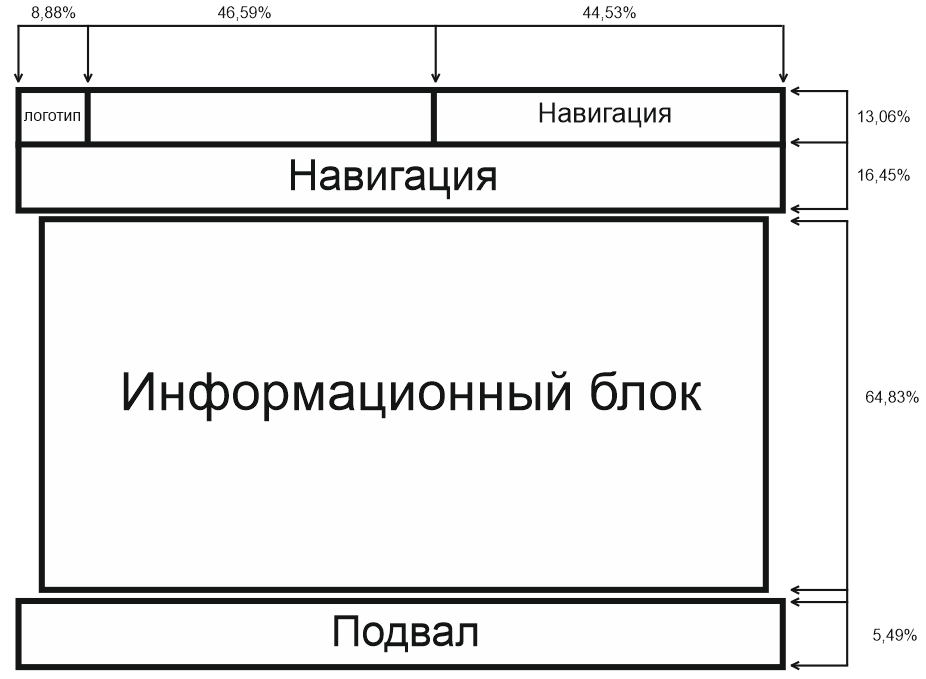 8,88%
46,59%
44,53%
логотип
Навигация
13,06%
Навигация
16,45%
Информационный блок
64,83%
Подвал
5,49%